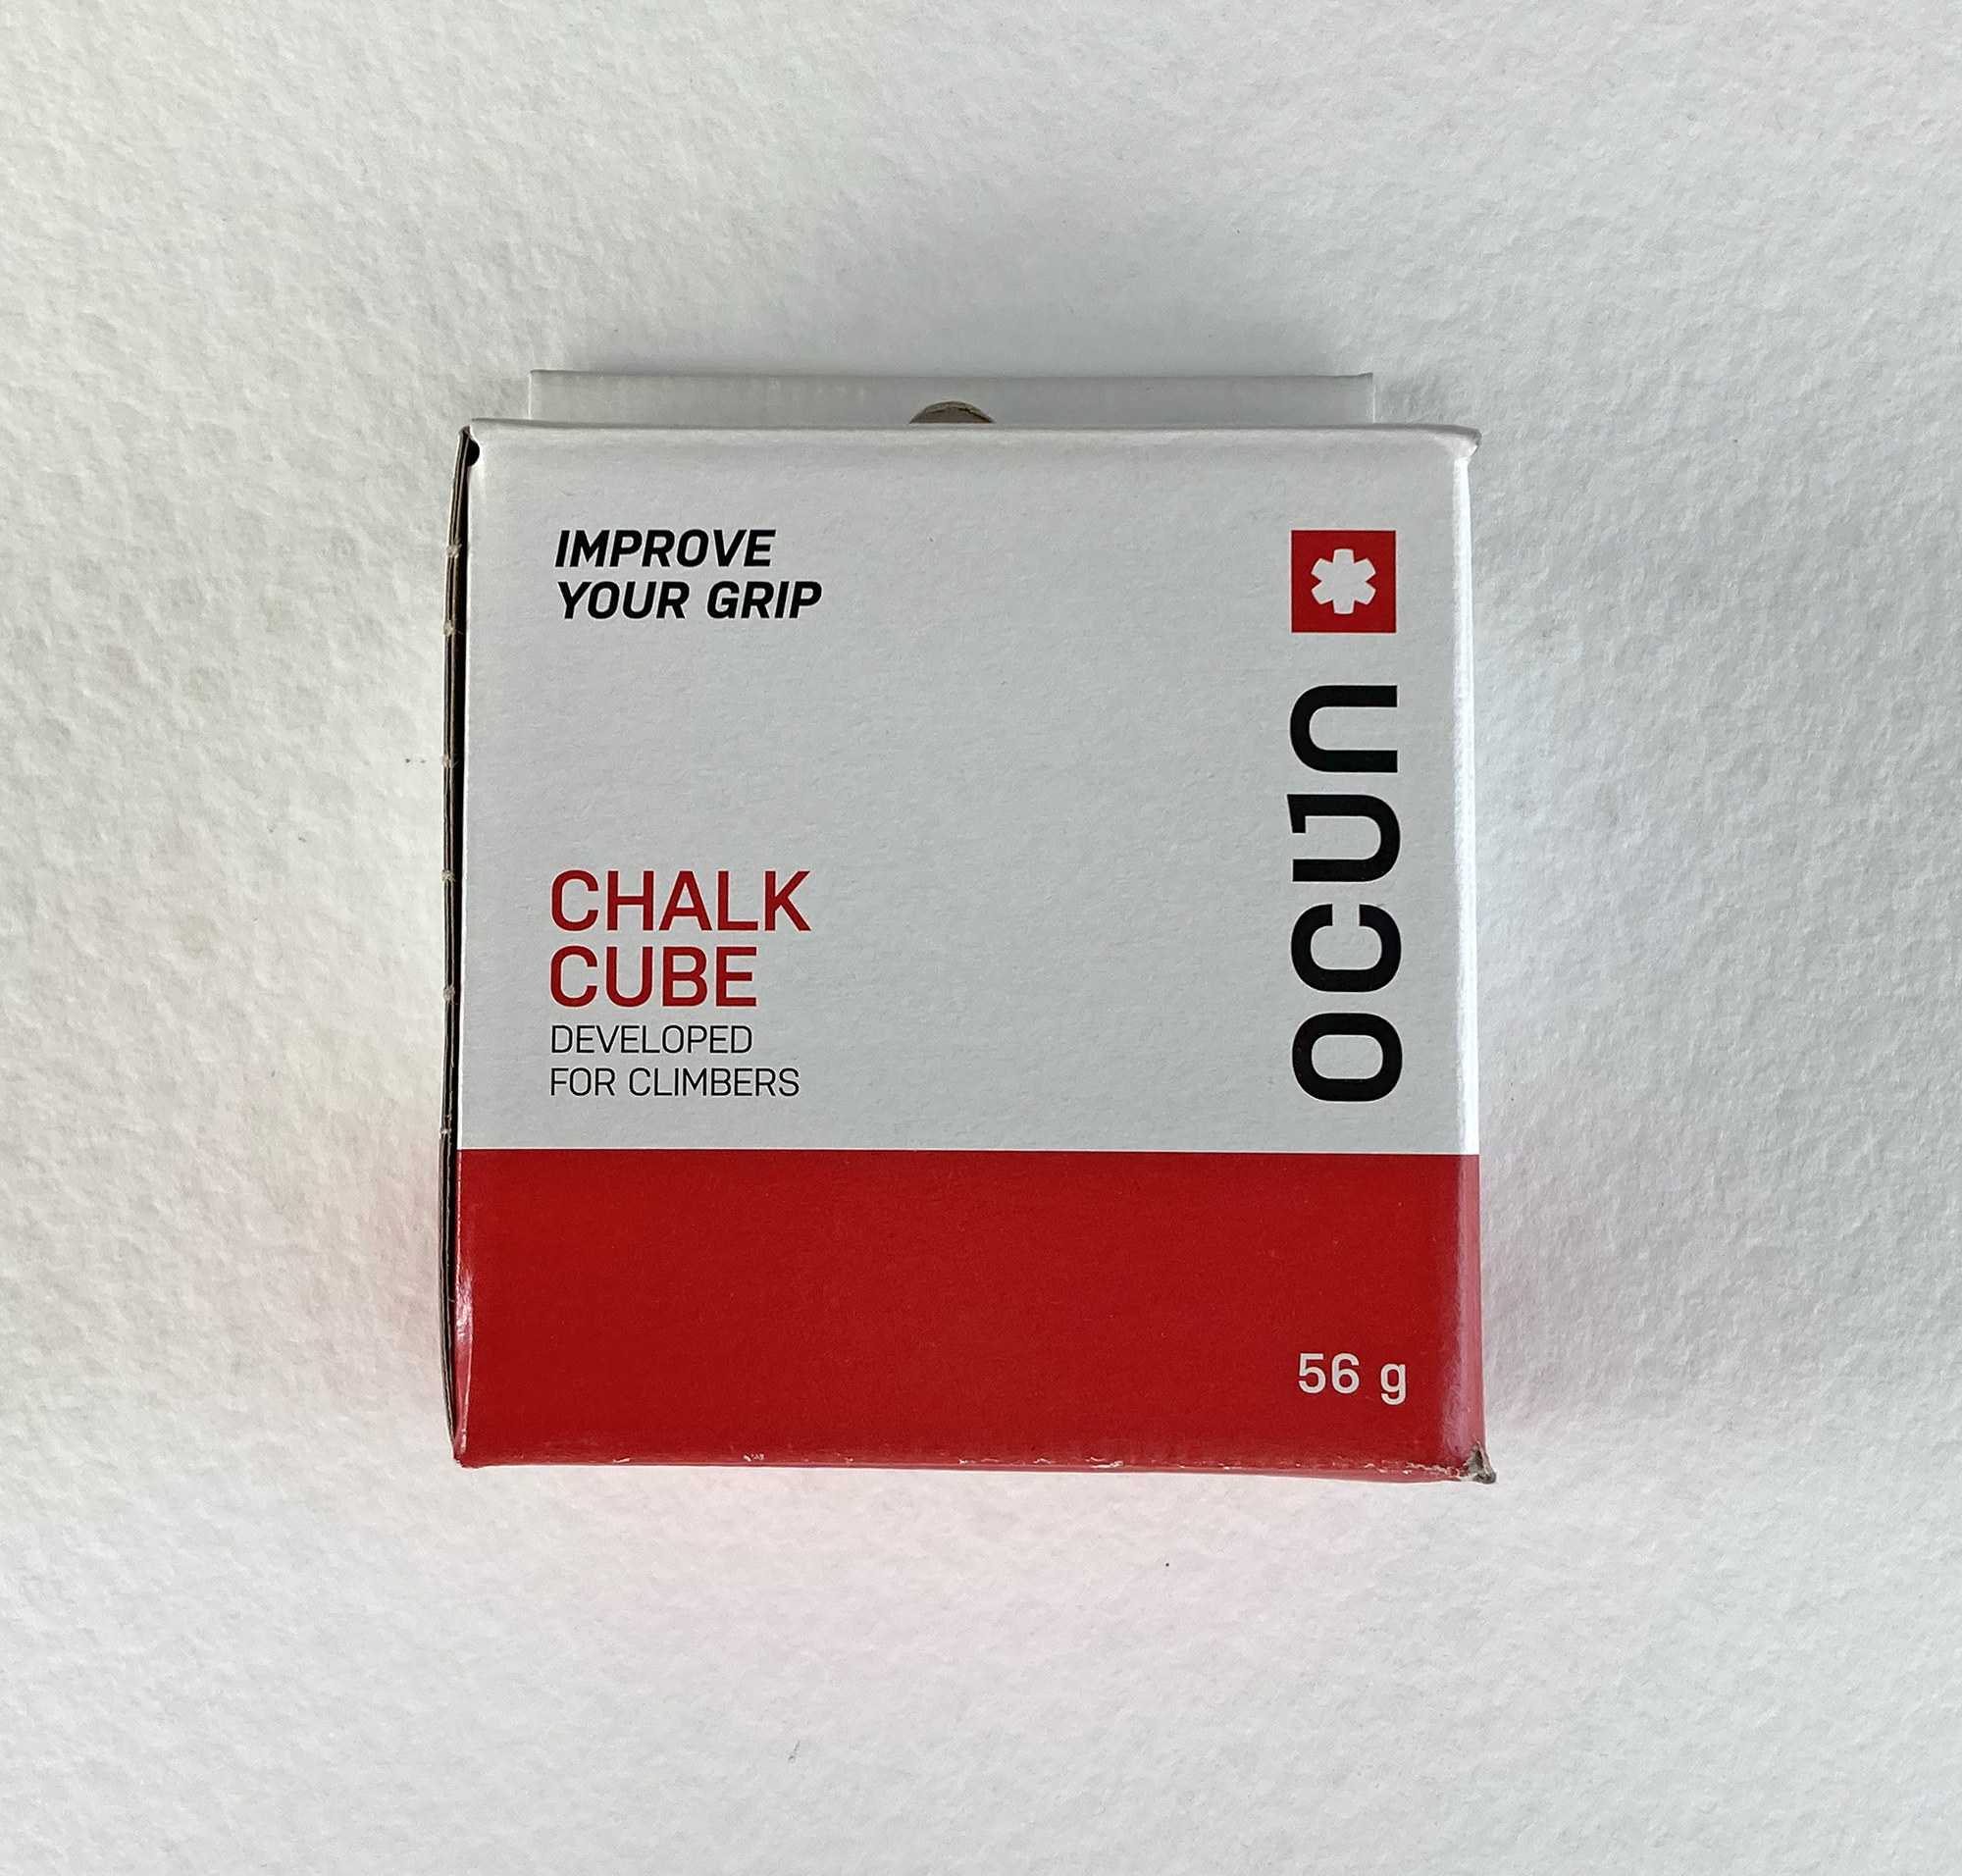 IMPROVE
YOUR GRIP
ocun
CHALK
CUBE
DEVELOPED
FOR CLIMBERS
56 g